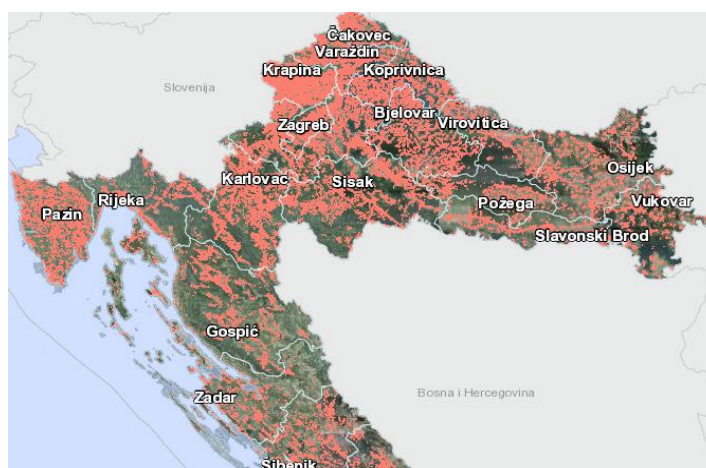 Čakovec
Varaždin
Krapina
Koprivnica
Slovenija
Bjelovar
Virovitica
Zagreb
Osijek
Karlovac
Sisak
Rijeka
Požega
Vukovar
Pazin
Slavonski Brod
Gospić
Bosna i Hercegovina
Zadar
Šibenik